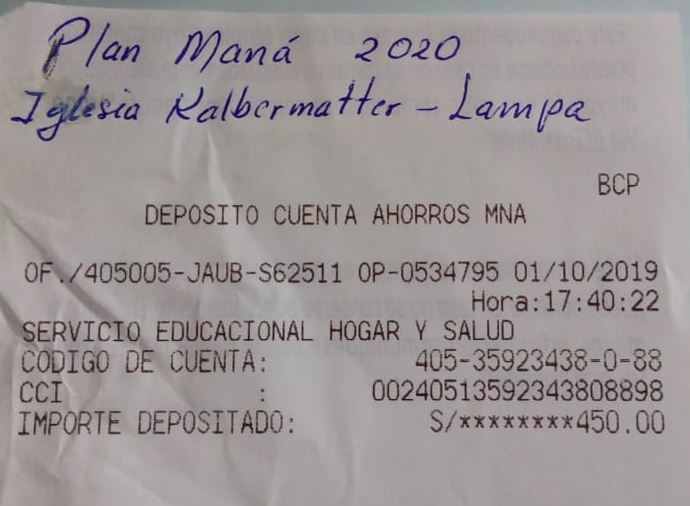 Plan Maná 2020
Iglesia Kalbermatter - Lampa
BCP
DEPOSITO CUENTA AHORROS MNA
OF./405005-JAUB-S62511 OP-0534795 01/10/2019
Hora:17:40:22
SERVICIO EDUCACIONAL HOGAR Y SALUD
CODIGO DE CUENTA: 405-35923438-0-88
CCI : 00240513592343808898
IMPORTE DEPOSITADO: S/********450.00